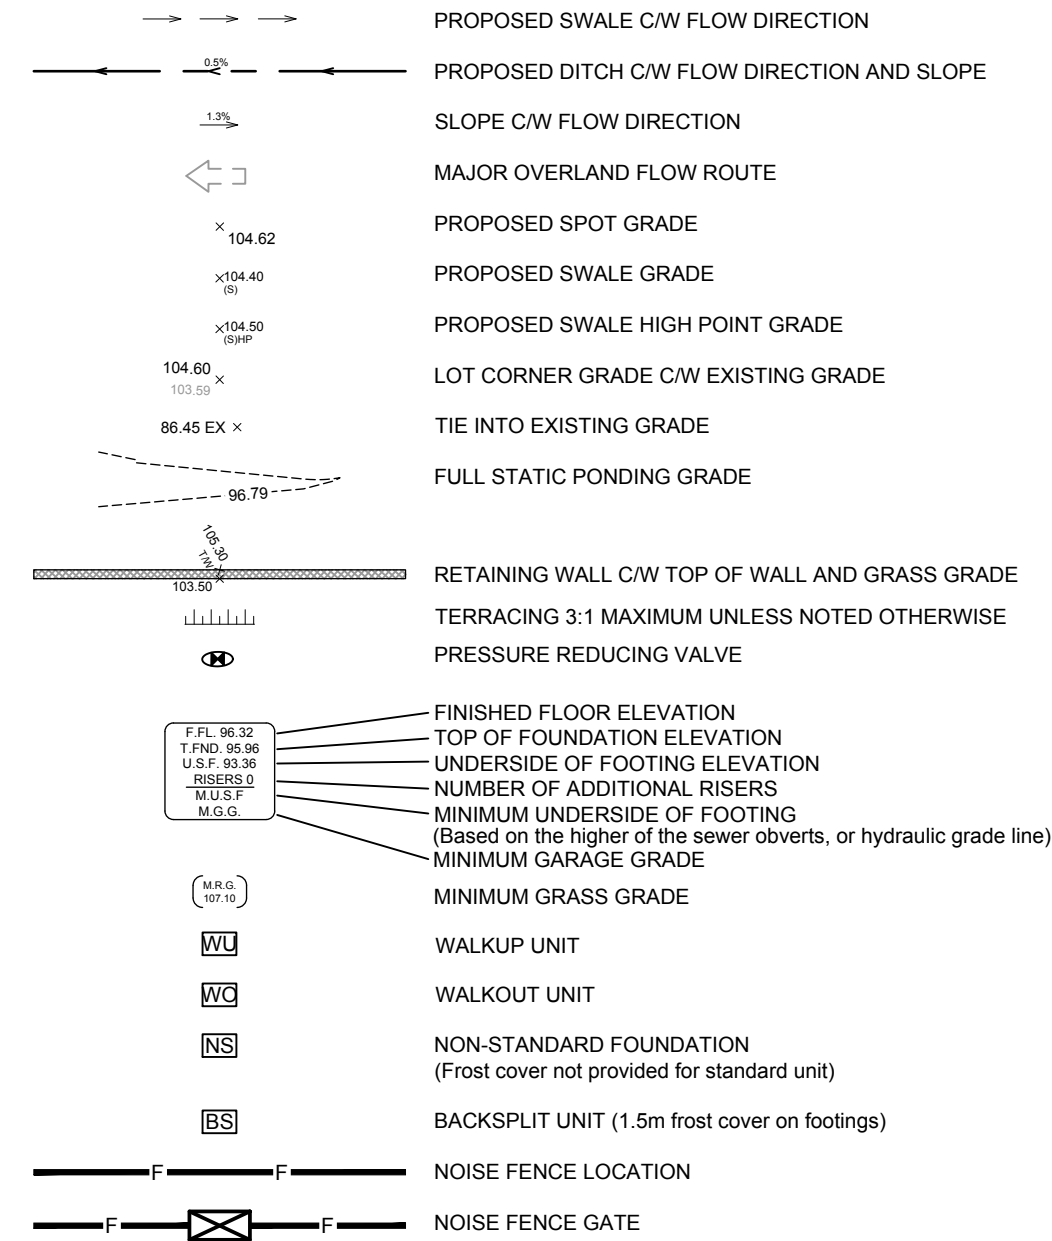 PROPOSED SWALE C/W FLOW DIRECTION
0.5%
PROPOSED DITCH C/W FLOW DIRECTION AND SLOPE
1.3%
SLOPE C/W FLOW DIRECTION
MAJOR OVERLAND FLOW ROUTE
104.62
PROPOSED SPOT GRADE
104.40
(S)
PROPOSED SWALE GRADE
104.50
(S)HP
PROPOSED SWALE HIGH POINT GRADE
104.60
103.59
LOT CORNER GRADE C/W EXISTING GRADE
86.45 EX
TIE INTO EXISTING GRADE
96.79
FULL STATIC PONDING GRADE
105.30
T/W
103.50
RETAINING WALL C/W TOP OF WALL AND GRASS GRADE
TERRACING 3:1 MAXIMUM UNLESS NOTED OTHERWISE
PRESSURE REDUCING VALVE
F.FL. 96.32
T.FND. 95.96
U.S.F. 93.36
RISERS 0
M.U.S.F
M.G.G.
FINISHED FLOOR ELEVATION
TOP OF FOUNDATION ELEVATION
UNDERSIDE OF FOOTING ELEVATION
NUMBER OF ADDITIONAL RISERS
MINIMUM UNDERSIDE OF FOOTING
(Based on the higher of the sewer obverts, or hydraulic grade line)
MINIMUM GARAGE GRADE
M.R.G.
107.10
MINIMUM GRASS GRADE
WU
WALKUP UNIT
WO
WALKOUT UNIT
NS
NON-STANDARD FOUNDATION
(Frost cover not provided for standard unit)
BS
BACKSPLIT UNIT (1.5m frost cover on footings)
F F
NOISE FENCE LOCATION
F F
NOISE FENCE GATE